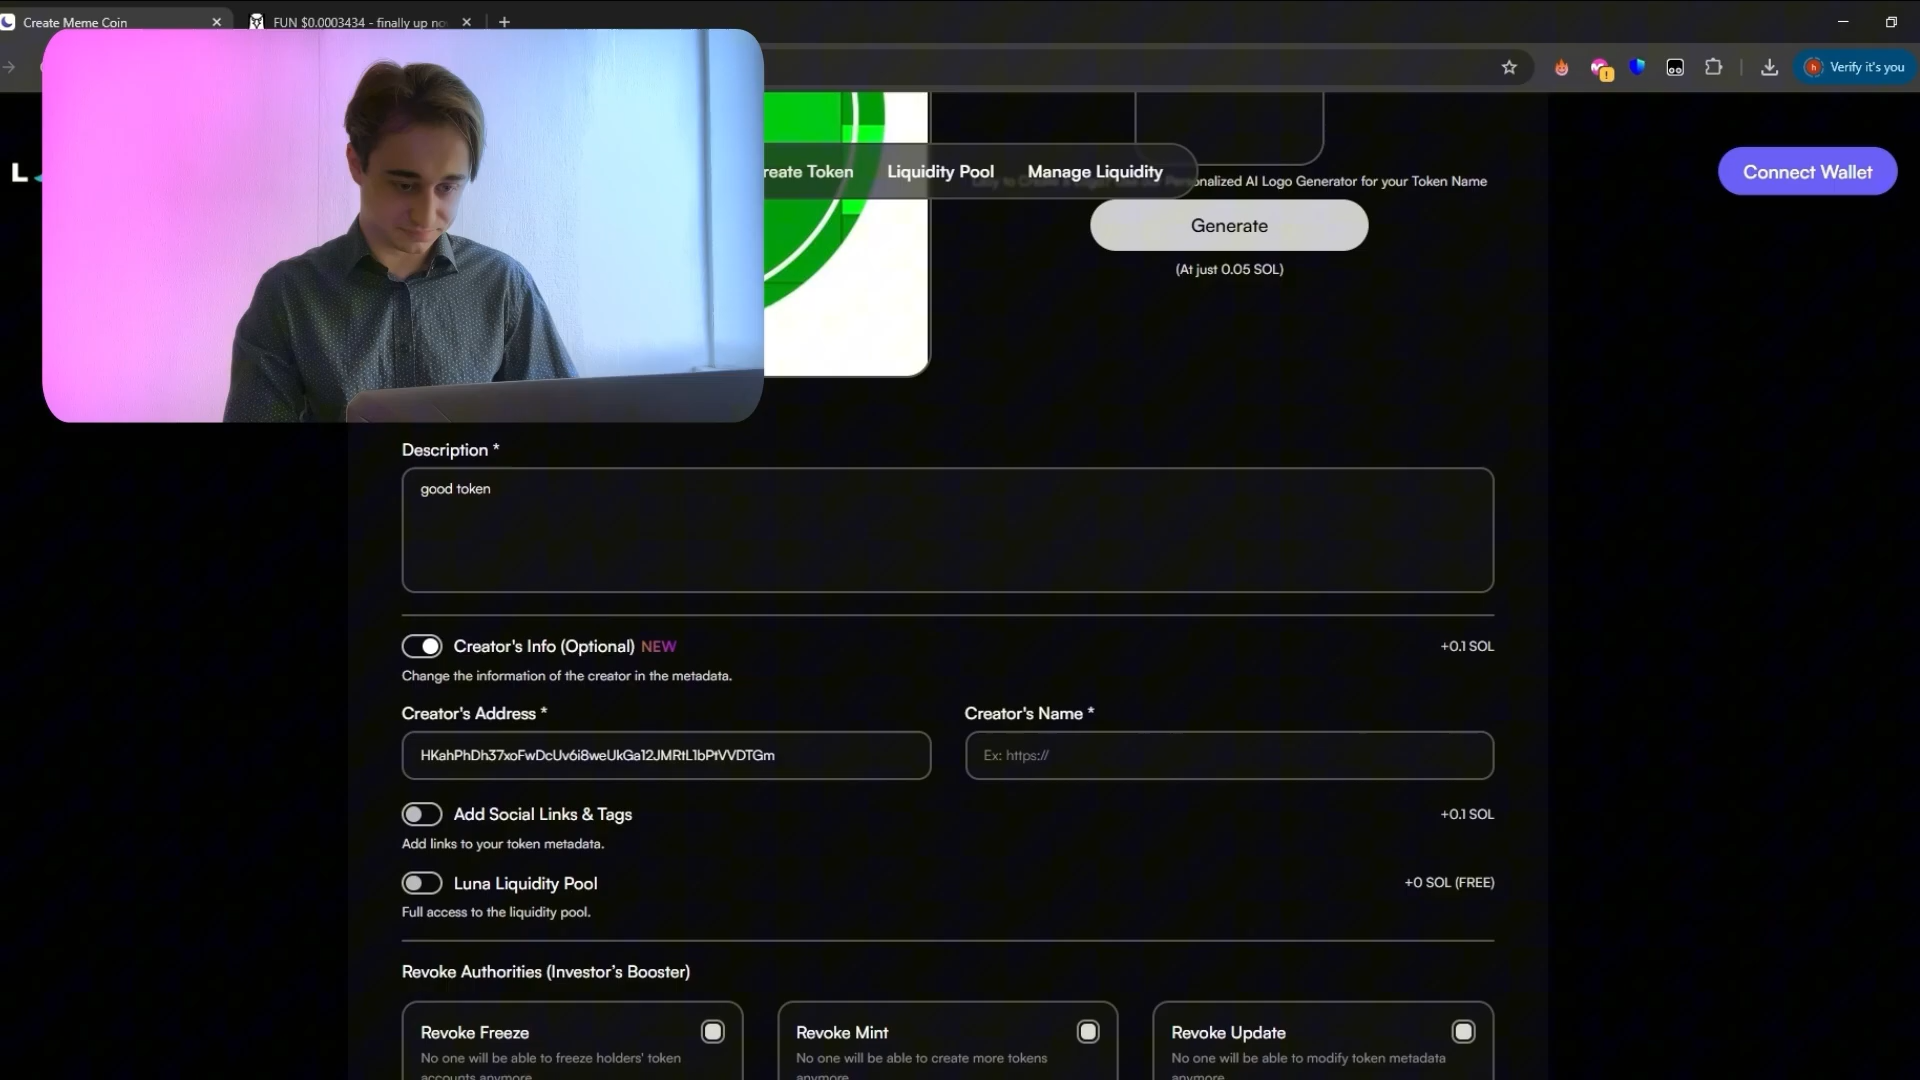 Create Meme Coin
FUN $0.0003434 - finally up no
Verify it's you
L
reate Token
Liquidity Pool
Manage Liquidity
Connect Wallet
Personalized AI Logo Generator for your Token Name
Generate
(At just 0.05 SOL)
Description *
good token
Creator's Info (Optional) NEW
+0.1 SOL
Change the information of the creator in the metadata.
Creator's Address *
Creator's Name *
HKahPhDh37xoFwDcUv6i8weUkGa12JMRtL1bPtVVDTGm
Ex: https://
Add Social Links & Tags
+0.1 SOL
Add links to your token metadata.
Luna Liquidity Pool
+0 SOL (FREE)
Full access to the liquidity pool.
Revoke Authorities (Investor's Booster)
Revoke Freeze
Revoke Mint
Revoke Update
No one will be able to freeze holders' token
No one will be able to create more tokens
No one will be able to modify token metadata
accounts anymore
anymore
anymore